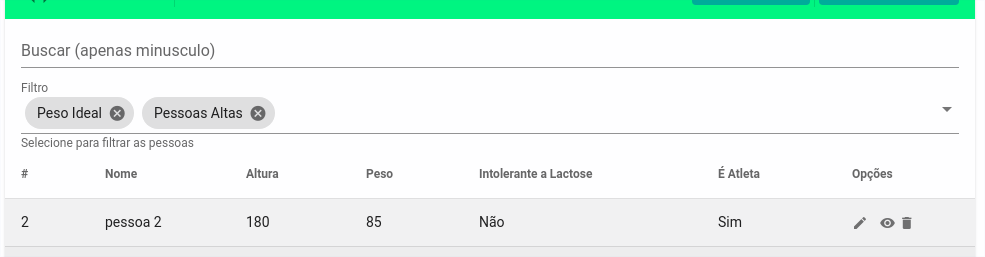 Buscar (apenas minusculo)
Filtro
Peso Ideal Pessoas Altas
Selecione para filtrar as pessoas
# Nome Altura Peso Intolerante a Lactose É Atleta Opções
2 pessoa 2 180 85 Não Sim